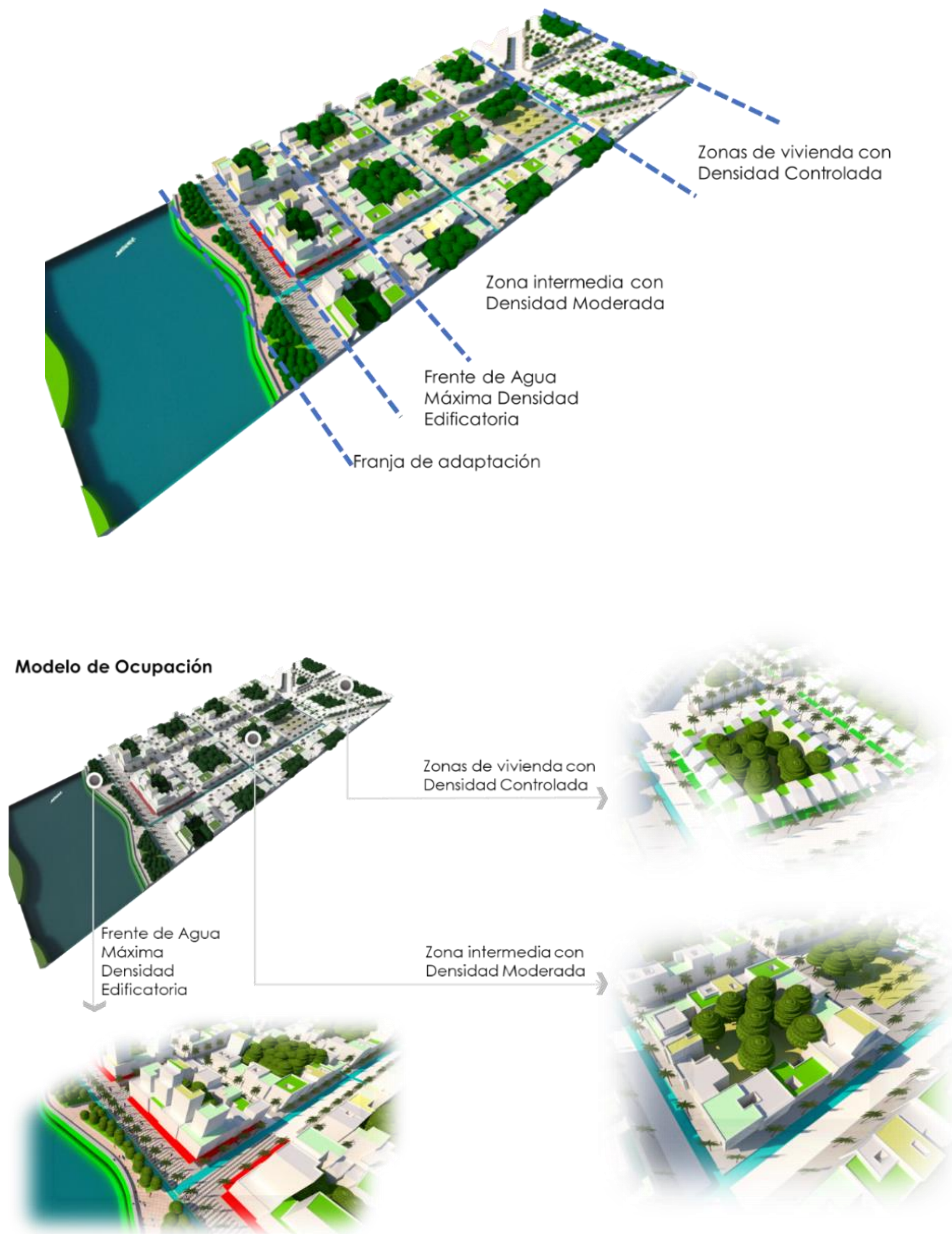 Zonas de vivienda con
Densidad Controlada
Zona intermedia con
Densidad Moderada
Frente de Agua
Máxima Densidad
Edificatoria
Franja de adaptación
Modelo de Ocupación
Zonas de vivienda con
Densidad Controlada
Frente de Agua
Máxima
Densidad
Edificatoria
Zona intermedia con
Densidad Moderada